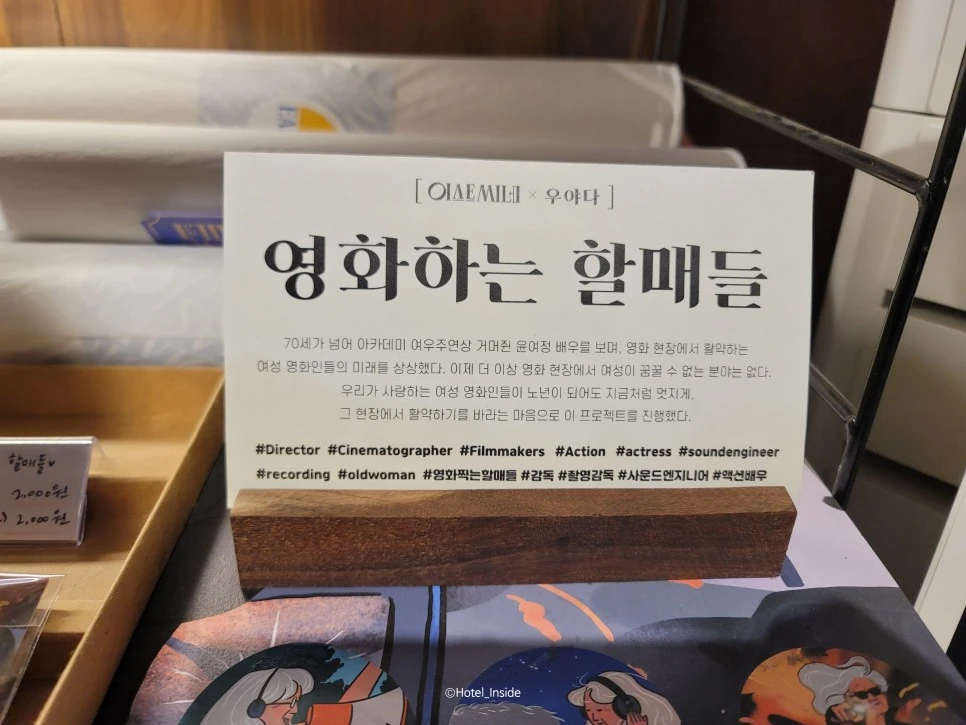 [ 이스트씨네 × 우야다 ]
영화하는 할매들
70세가 넘어 아카데미 여우주연상 거머쥔 윤여정 배우를 보며, 영화 현장에서 활약하는
여성 영화인들의 미래를 상상했다. 이제 더 이상 영화 현장에서 여성이 꿈꿀 수 없는 분야는 없다.
우리가 사랑하는 여성 영화인들이 노년이 되어도 지금처럼 멋지게,
그 현장에서 활약하기를 바라는 마음으로 이 프로젝트를 진행했다.
#Director #Cinematographer #Filmmakers #Action #actress #soundengineer
#recording #oldwoman #영화찍는할매들 #감독 #촬영감독 #사운드엔지니어 #액션배우
할매들♥
2,000원
2,000원
©Hotel_Inside